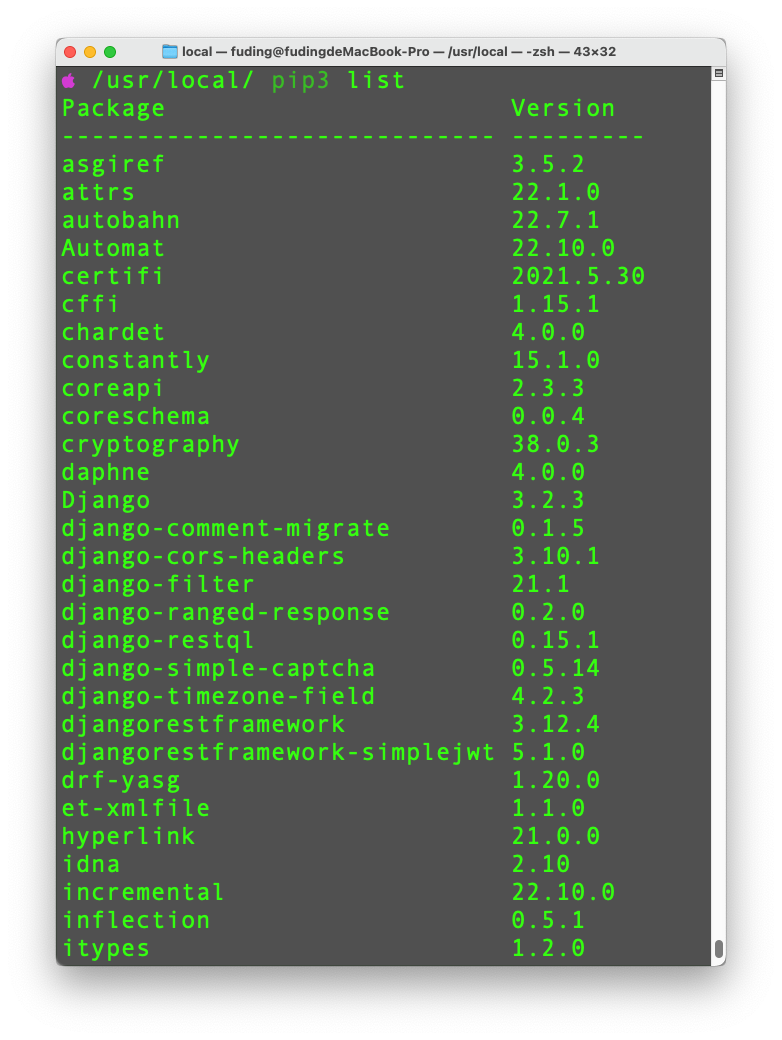 local — fuding@fudingdeMacBook-Pro — /usr/local — -zsh — 43×32
/usr/local/ pip3 list
Package                        Version
------------------------------ ---------
asgiref                        3.5.2
attrs                          22.1.0
autobahn                       22.7.1
Automat                        22.10.0
certifi                        2021.5.30
cffi                           1.15.1
chardet                        4.0.0
constantly                     15.1.0
coreapi                        2.3.3
coreschema                     0.0.4
cryptography                   38.0.3
daphne                         4.0.0
Django                         3.2.3
django-comment-migrate         0.1.5
django-cors-headers            3.10.1
django-filter                  21.1
django-ranged-response         0.2.0
django-restql                  0.15.1
django-simple-captcha          0.5.14
django-timezone-field          4.2.3
djangorestframework            3.12.4
djangorestframework-simplejwt  5.1.0
drf-yasg                       1.20.0
et-xmlfile                     1.1.0
hyperlink                      21.0.0
idna                           2.10
incremental                    22.10.0
inflection                     0.5.1
itypes                         1.2.0